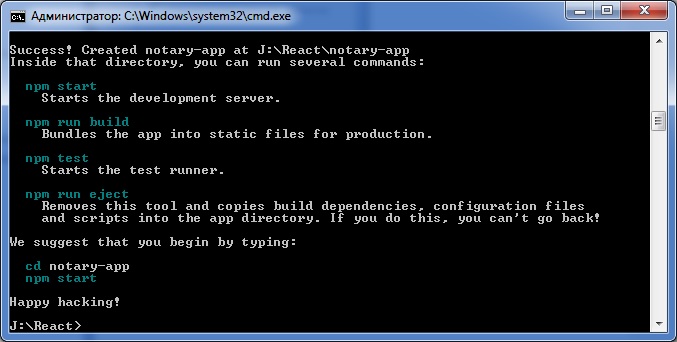 Администратор: C:\Windows\system32\cmd.exe
Success! Created notary-app at J:\React\notary-app
Inside that directory, you can run several commands:
npm start
Starts the development server.
npm run build
Bundles the app into static files for production.
npm test
Starts the test runner.
npm run eject
Removes this tool and copies build dependencies, configuration files
and scripts into the app directory. If you do this, you can't go back!
We suggest that you begin by typing:
cd notary-app
npm start
Happy hacking!
J:\React>